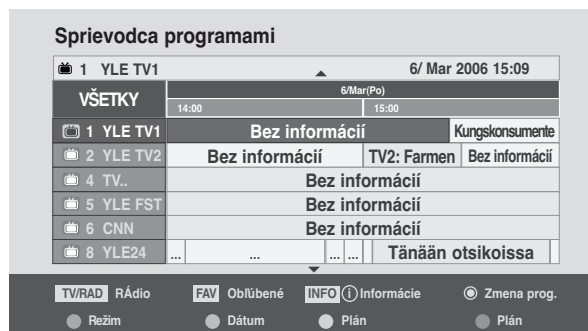 Sprievodca programami
1 YLE TV1 6/ Mar 2006 15:09
VŠETKY 6/Mar(Po)
14:00 15:00
1 YLE TV1 Bez informácií Kungskonsumente
2 YLE TV2 Bez informácií TV2: Farmen Bez informácií
4 TV.. Bez informácií
5 YLE FST Bez informácií
6 CNN Bez informácií
8 YLE24 ... ... ... ... Tänään otsikoissa
TV/RAD RÁdio FAV Obľúbené INFO i Informácie Zmena prog.
Režim Dátum Plán Plán